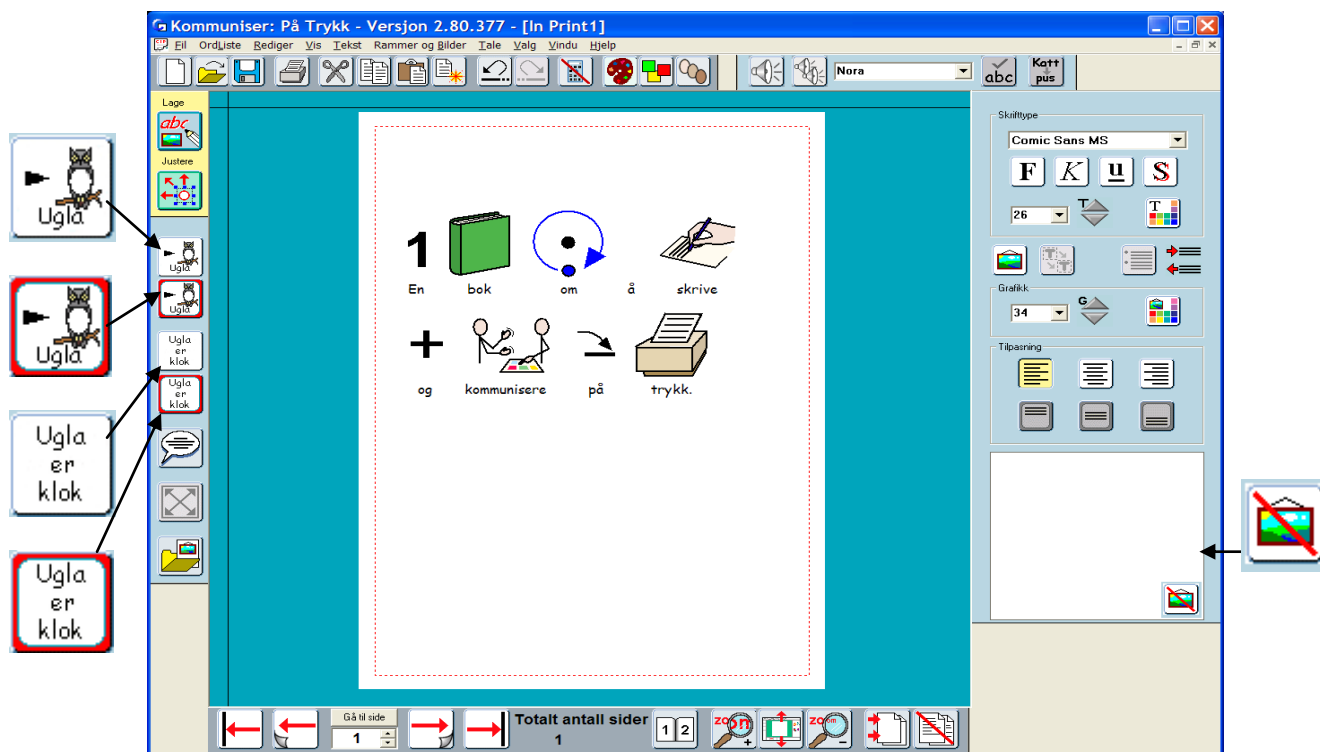 Kommuniser: På Trykk - Versjon 2.80.377 - [In Print1]
Fil OrdListe Rediger Vis Tekst Rammer og Bilder Tale Valg Vindu Hjelp
Nora
abc
Katt
pus
Lage
abc
Justere
Ugla
Ugla
Ugla
er
klok
Ugla
er
klok
Ugla
Ugla
Ugla
er
klok
Ugla
er
klok
1
En bok om å skrive
+
og kommunisere på trykk.
Skrifttype
Comic Sans MS
F K u S
26
T
T
Grafikk
34
G
Tilpasning
Gå til side
1
Totalt antall sider
1
1 2
zoom
+
zoom
-